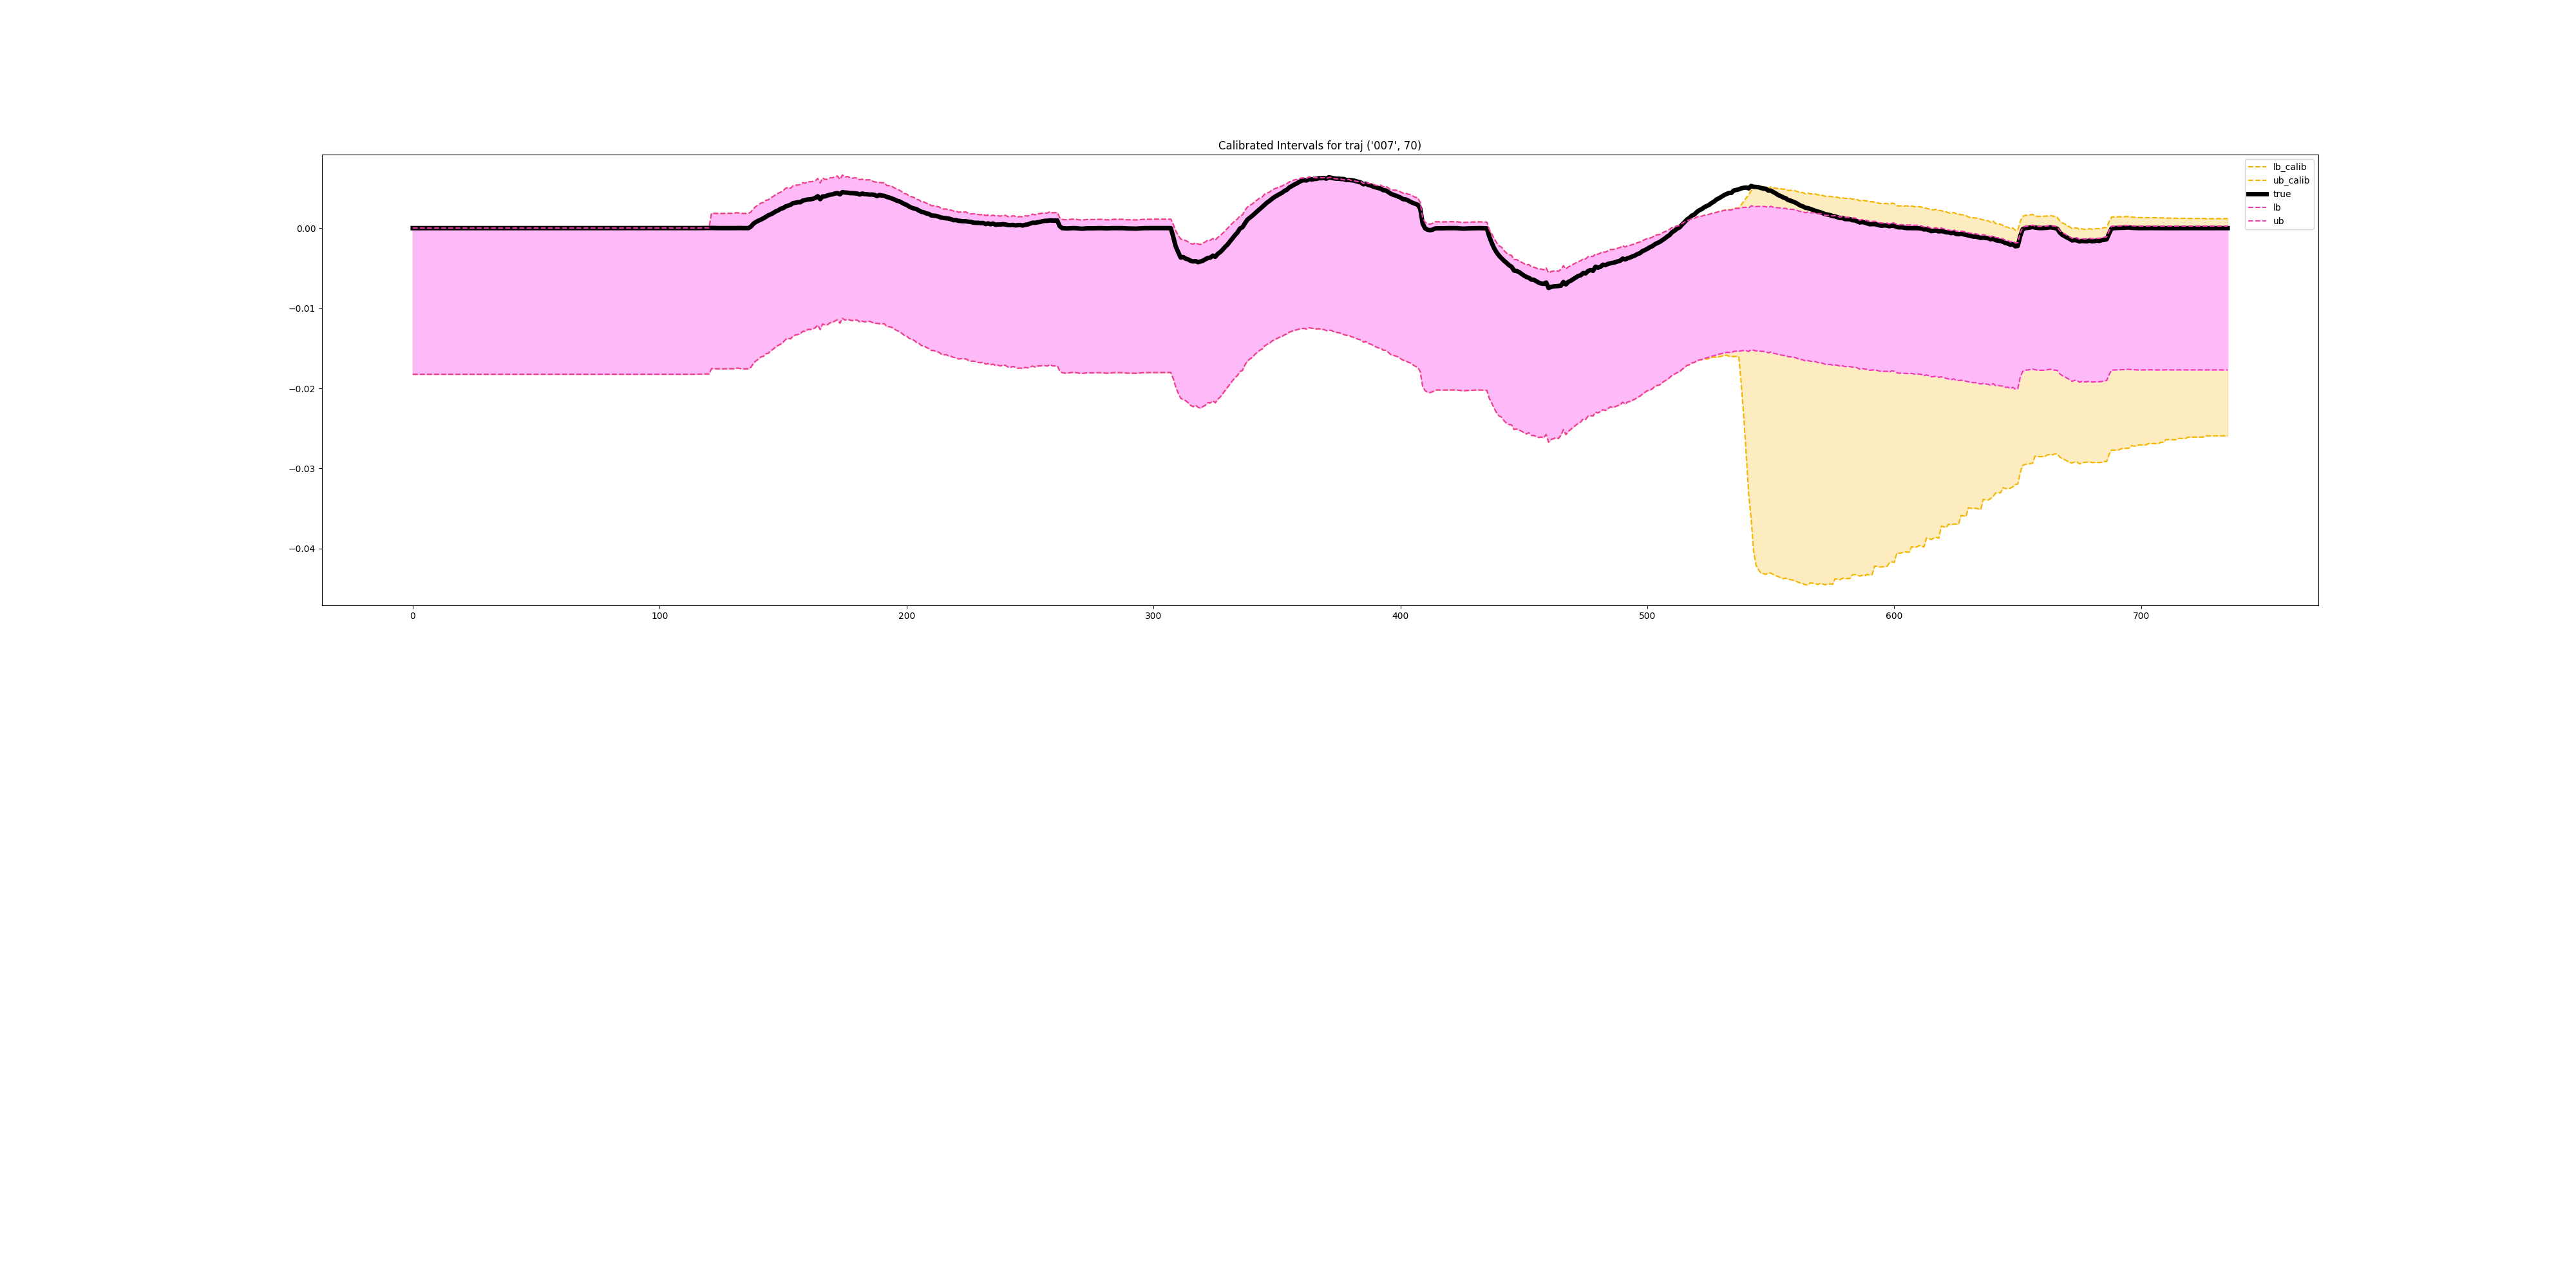 Calibrated Intervals for traj ('007', 70)
lb_calib
ub_calib
true
lb
ub
0.00
−0.01
−0.02
−0.03
−0.04
0 100 200 300 400 500 600 700